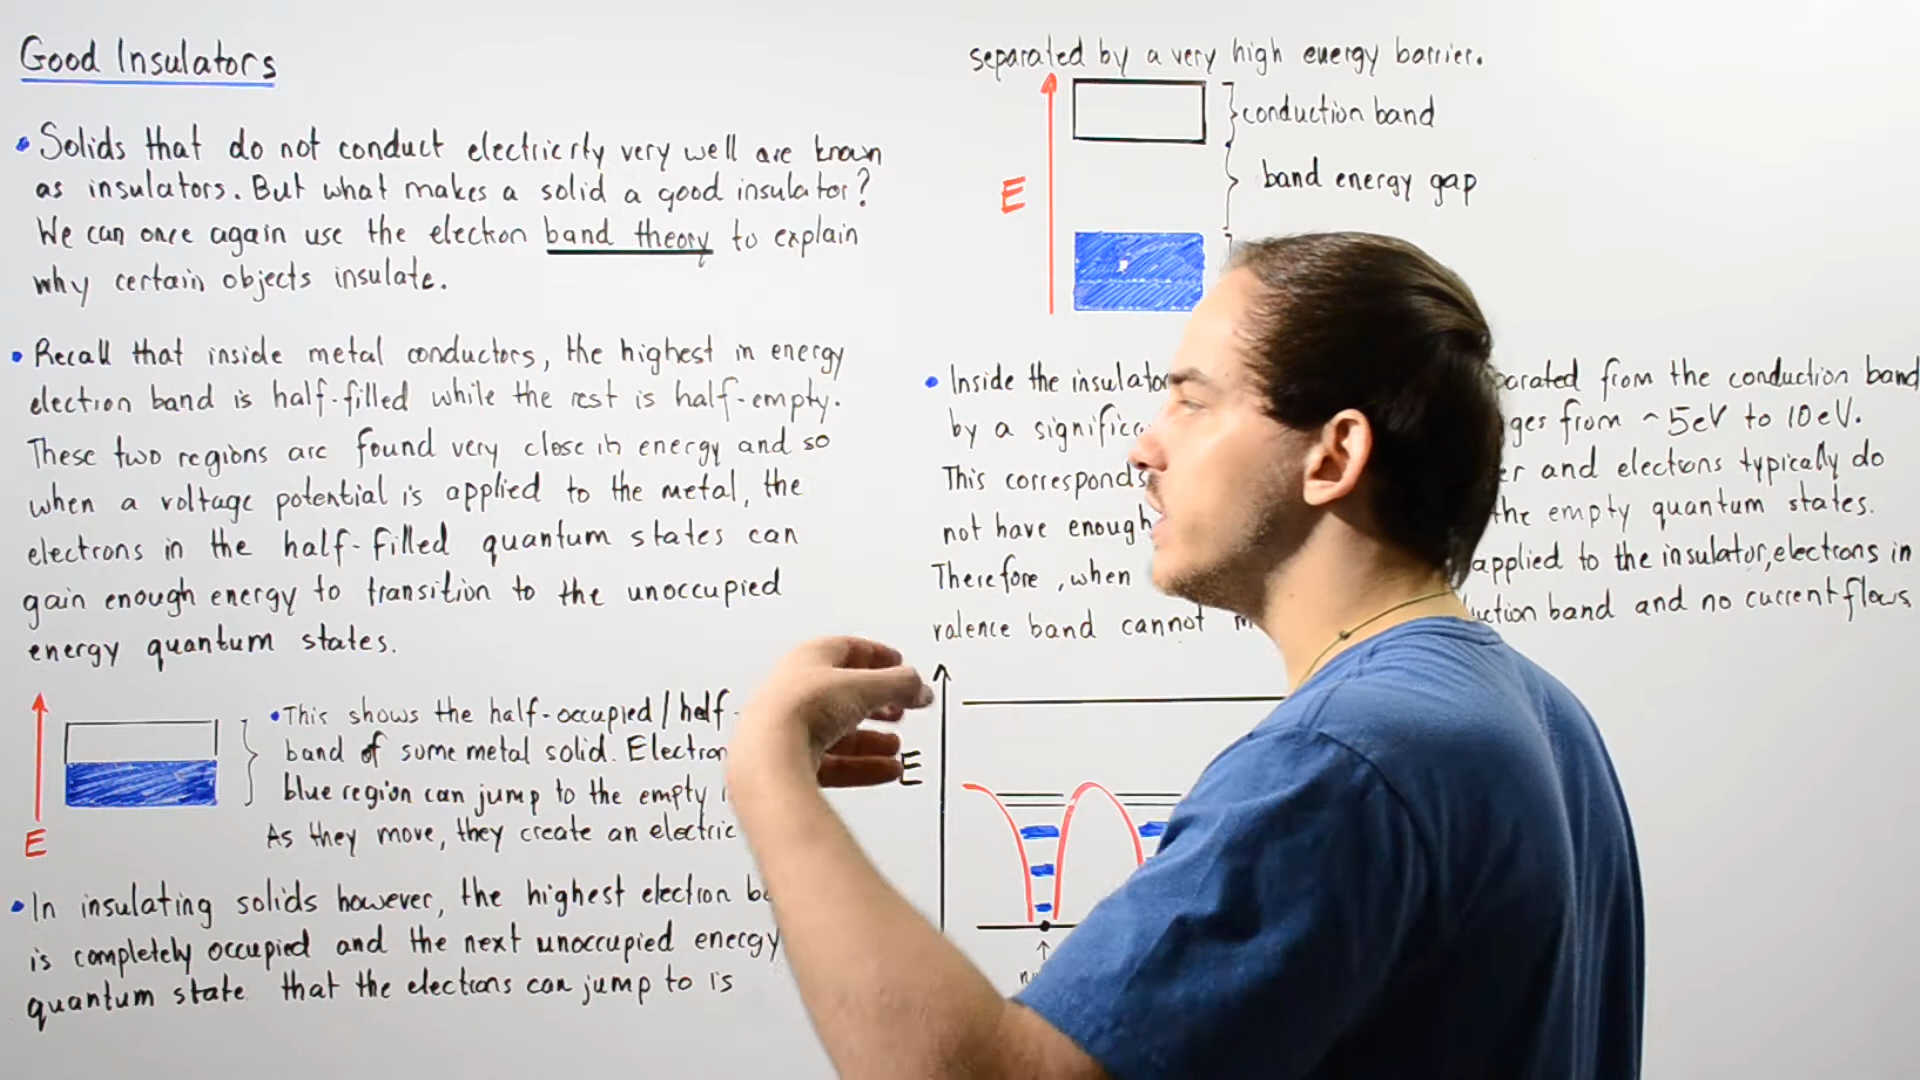 Good Insulators
• Solids that do not conduct electricity very well are known
as insulators. But what makes a solid a good insulator?
We can once again use the electron band theory to explain
why certain objects insulate.
• Recall that inside metal conductors, the highest in energy
electron band is half-filled while the rest is half-empty.
These two regions are found very close in energy and so
when a voltage potential is applied to the metal, the
electrons in the half-filled quantum states can
gain enough energy to transition to the unoccupied
energy quantum states.
E
• This shows the half-occupied/half-
band of some metal solid. Electron
blue region can jump to the empty
As they move, they create an electric
• In insulating solids however, the highest electron
is completely occupied and the next unoccupied energy
quantum state that the electrons can jump to is
separated by a very high energy barrier.
conduction band
E
band energy gap
• Inside the insulator parated from the conduction band
by a significa ges from ~5eV to 10eV.
This corresponds er and electrons typically do
not have enough the empty quantum states.
Therefore, when applied to the insulator, electrons in
valence band cannot m uction band and no current flows
E